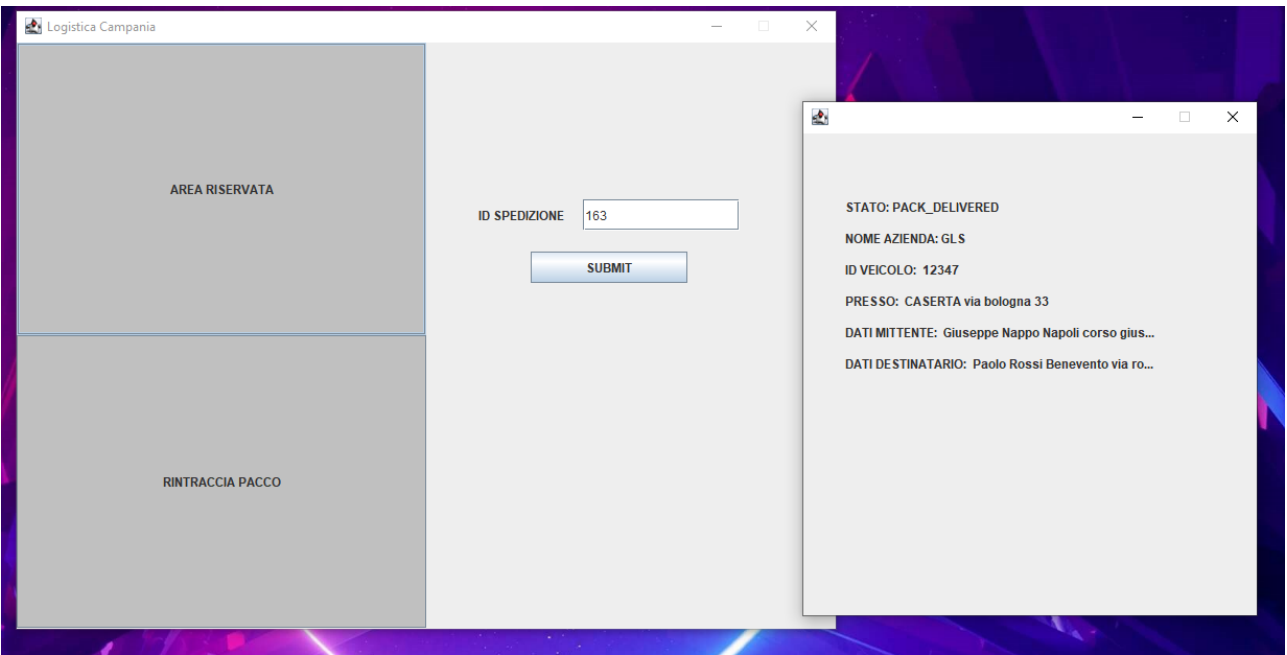 Logistica Campania
AREA RISERVATA
RINTRACCIA PACCO
ID SPEDIZIONE 163
SUBMIT
STATO: PACK_DELIVERED
NOME AZIENDA: GLS
ID VEICOLO: 12347
PRESSO: CASERTA via bologna 33
DATI MITTENTE: Giuseppe Nappo Napoli corso gius...
DATI DESTINATARIO: Paolo Rossi Benevento via ro...